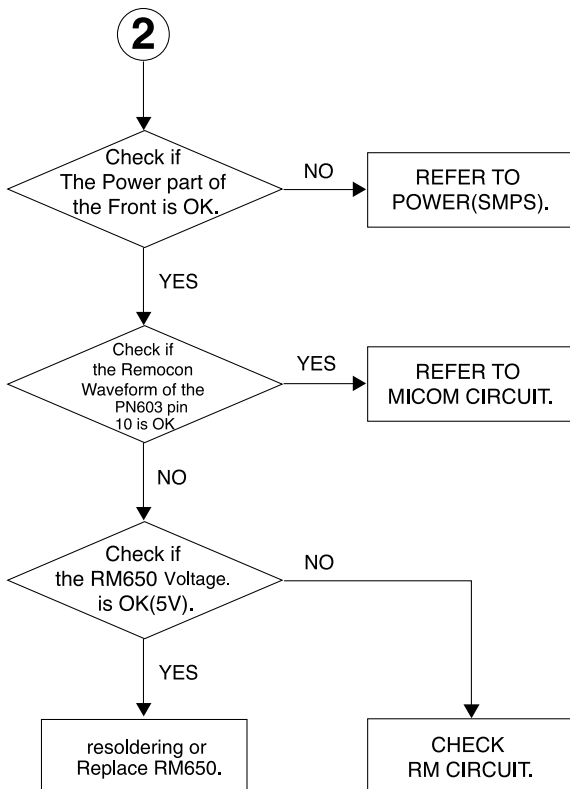 2
Check if
The Power part of
the Front is OK.
NO
REFER TO
POWER(SMPS).
YES
Check if
the Remocon
Waveform of the
PN603 pin
10 is OK
YES
REFER TO
MICOM CIRCUIT.
NO
Check if
the RM650 Voltage.
is OK(5V).
NO
YES
resoldering or
Replace RM650.
CHECK
RM CIRCUIT.